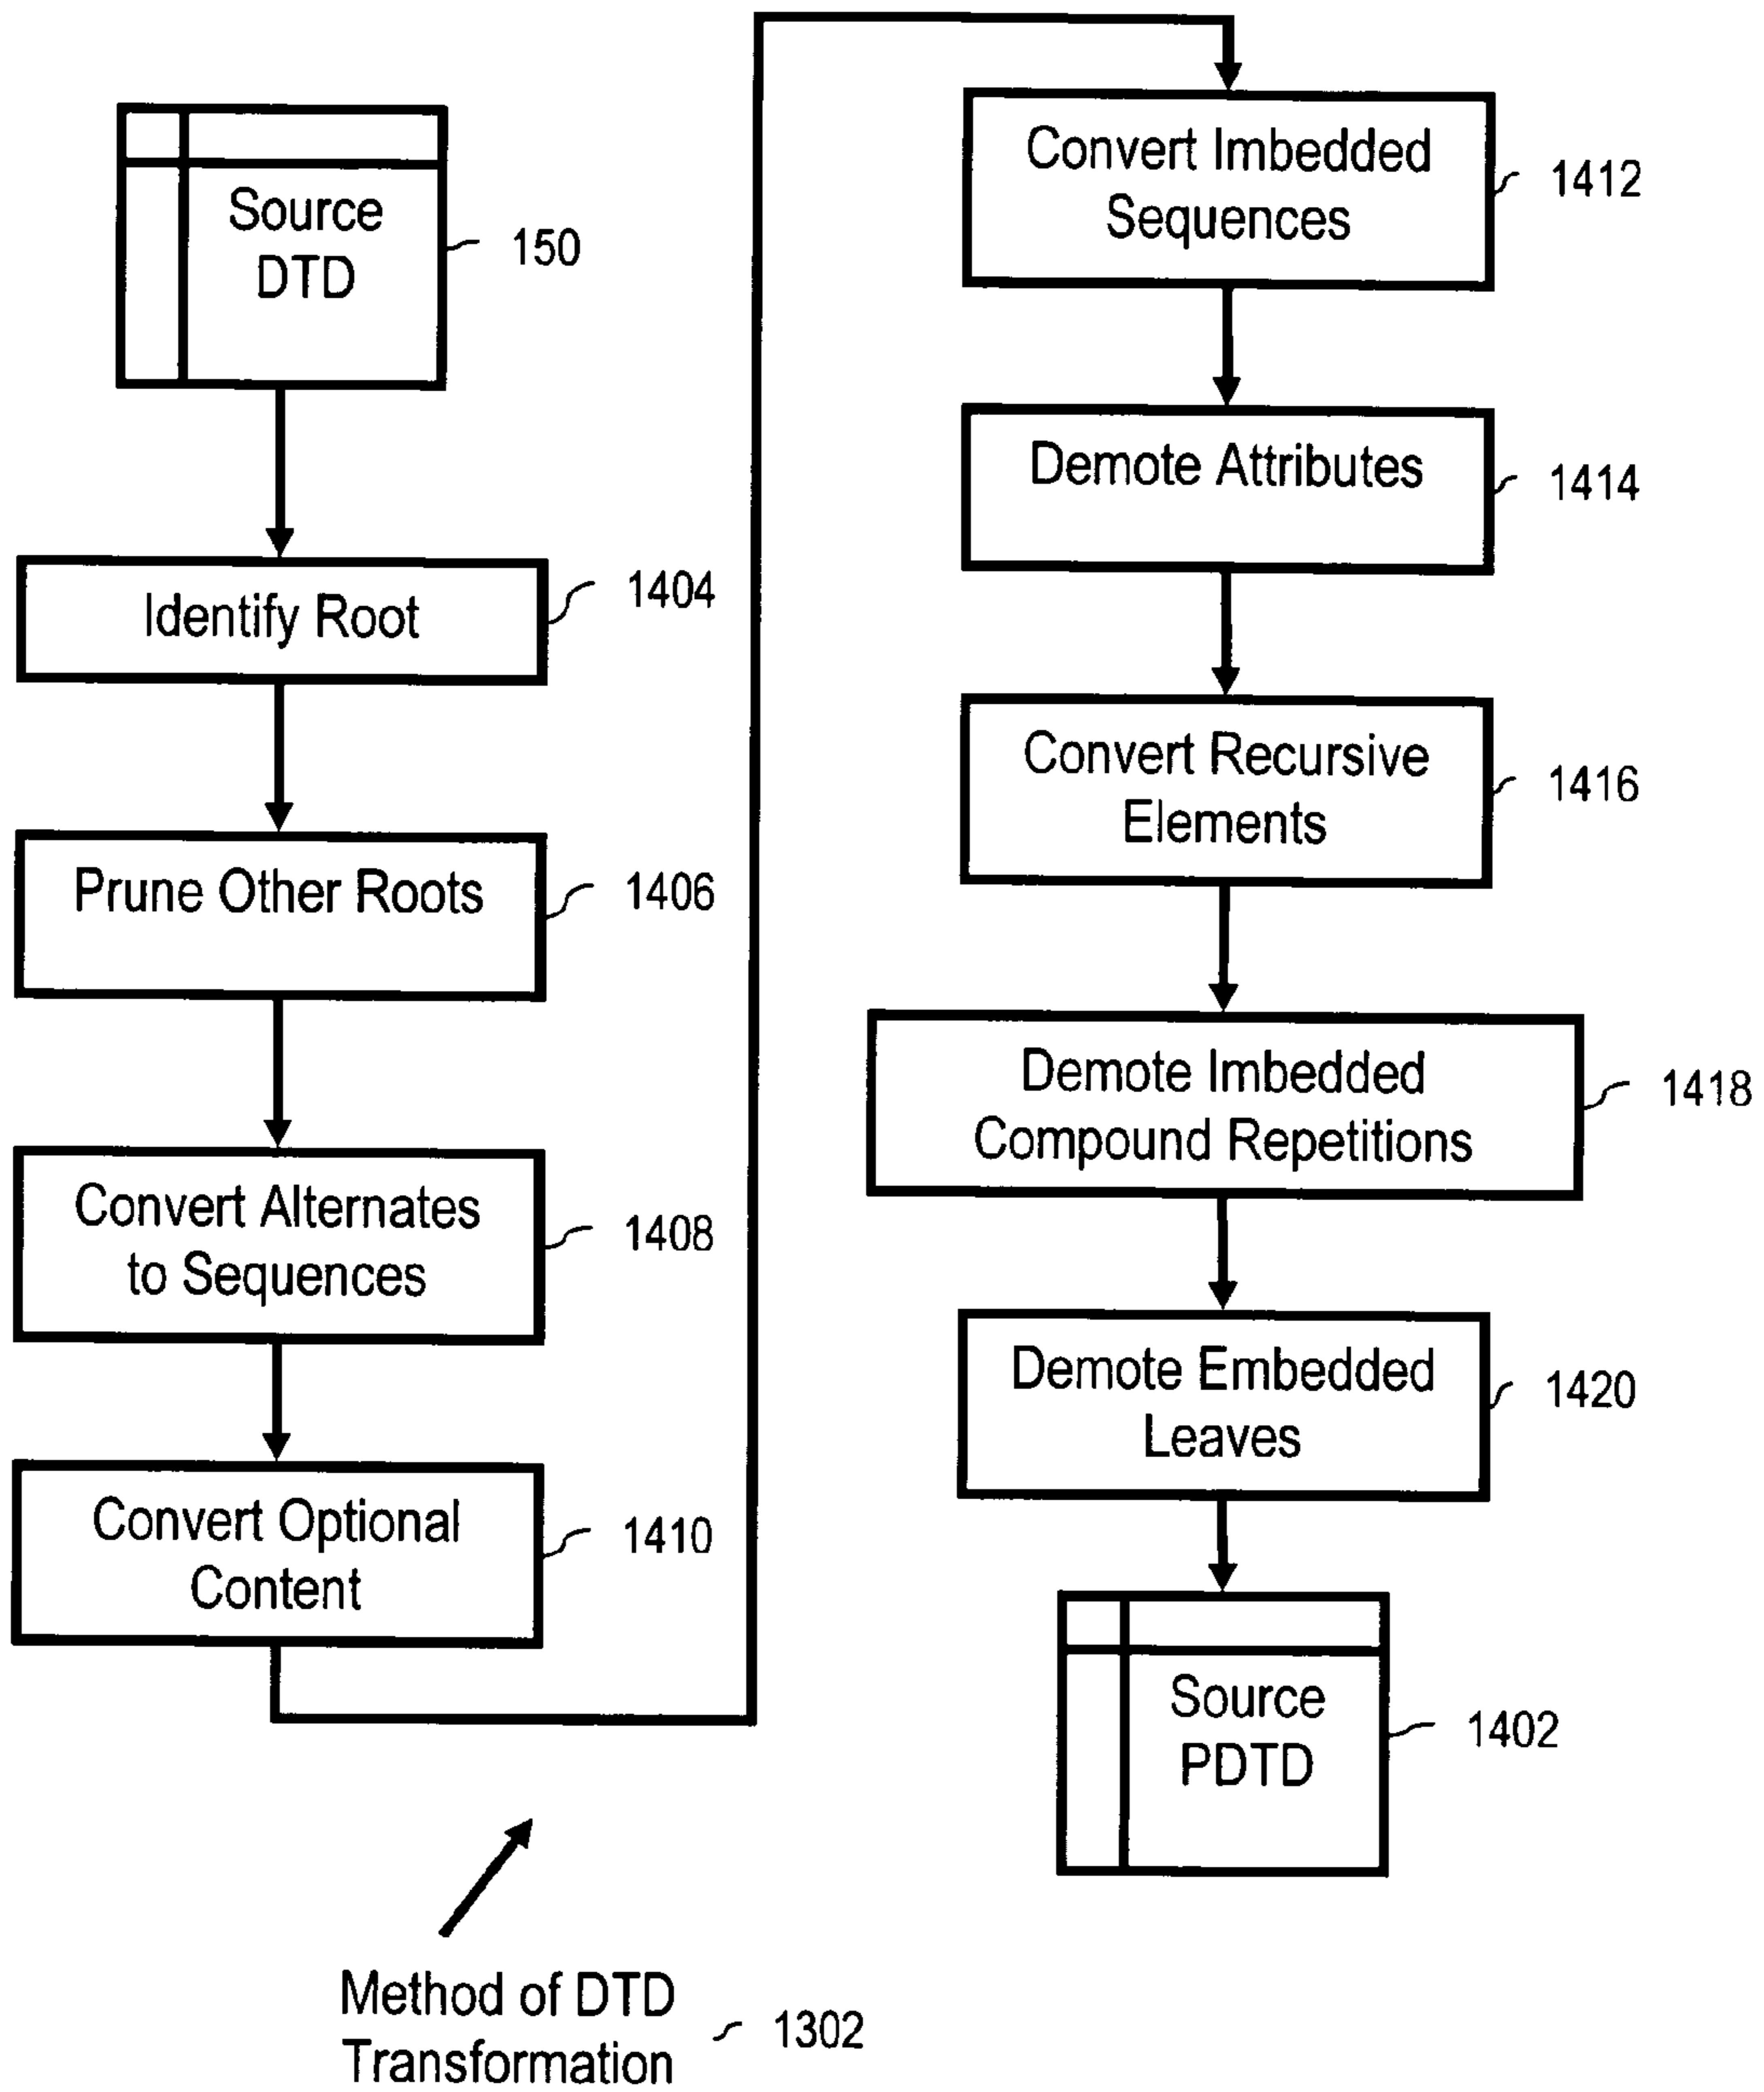 Source
DTD
150
Identify Root
1404
Prune Other Roots
1406
Convert Alternates
to Sequences
1408
Convert Optional
Content
1410
Convert Imbedded
Sequences
1412
Demote Attributes
1414
Convert Recursive
Elements
1416
Demote Imbedded
Compound Repetitions
1418
Demote Embedded
Leaves
1420
Source
PDTD
1402
Method of DTD
Transformation
1302